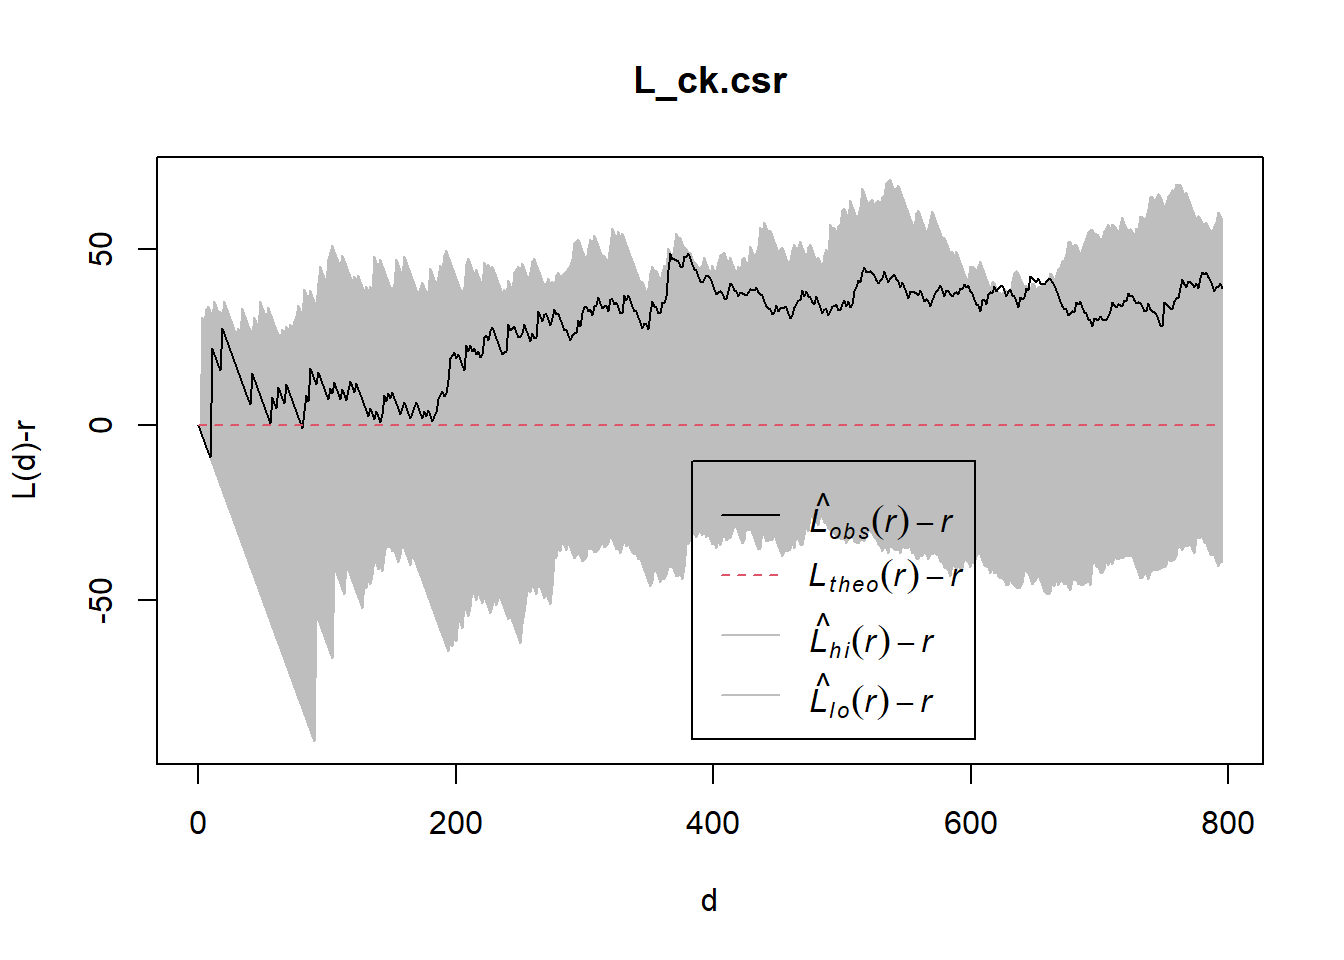 L_ck.csr
L(d)-r
50
0
-50
0 200 400 600 800
d
L̂obs(r) – r
Ltheo(r) – r
L̂hi(r) – r
L̂lo(r) – r